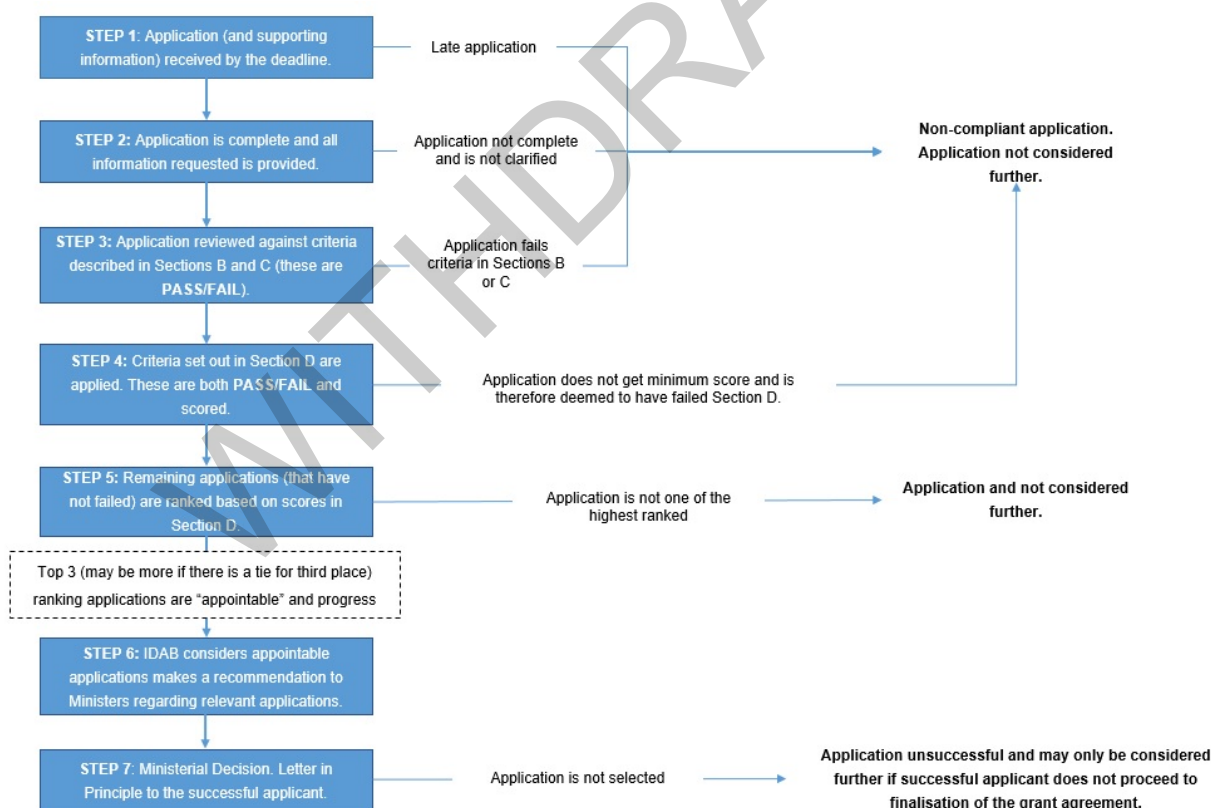 STEP 1: Application (and supporting
information) received by the deadline.
Late application
STEP 2: Application is complete and all
information requested is provided.
Application not complete
and is not clarified
Non-compliant application.
Application not considered
further.
STEP 3: Application reviewed against criteria
described in Sections B and C (these are
PASS/FAIL).
Application fails
criteria in Sections B
or C
STEP 4: Criteria set out in Section D are
applied. These are both PASS/FAIL and
scored.
Application does not get minimum score and is
therefore deemed to have failed Section D.
STEP 5: Remaining applications (that have
not failed) are ranked based on scores in
Section D.
Application is not one of the
highest ranked
Application and not considered
further.
Top 3 (may be more if there is a tie for third place)
ranking applications are “appointable” and progress
STEP 6: IDAB considers appointable
applications makes a recommendation to
Ministers regarding relevant applications.
STEP 7: Ministerial Decision. Letter in
Principle to the successful applicant.
Application is not selected
Application unsuccessful and may only be considered
further if successful applicant does not proceed to
finalisation of the grant agreement.
WITHDRA